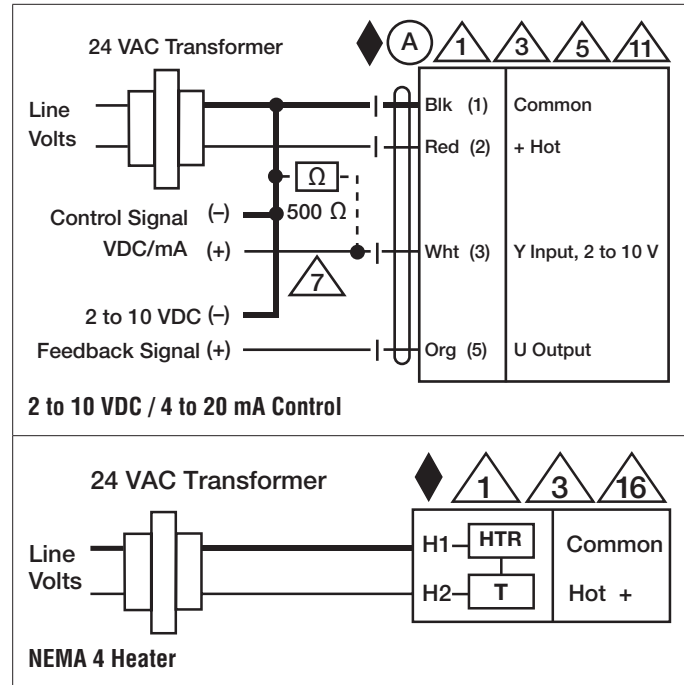 24 VAC Transformer
A 1 3 5 11
Line
Volts
Blk (1) Common
Red (2) + Hot
Ω
500 Ω
Control Signal (–)
VDC/mA (+)
7
Wht (3) Y Input, 2 to 10 V
2 to 10 VDC (–)
Feedback Signal (+)
Org (5) U Output
2 to 10 VDC / 4 to 20 mA Control
24 VAC Transformer
1 3 16
Line
Volts
H1 HTR Common
H2 T Hot +
NEMA 4 Heater